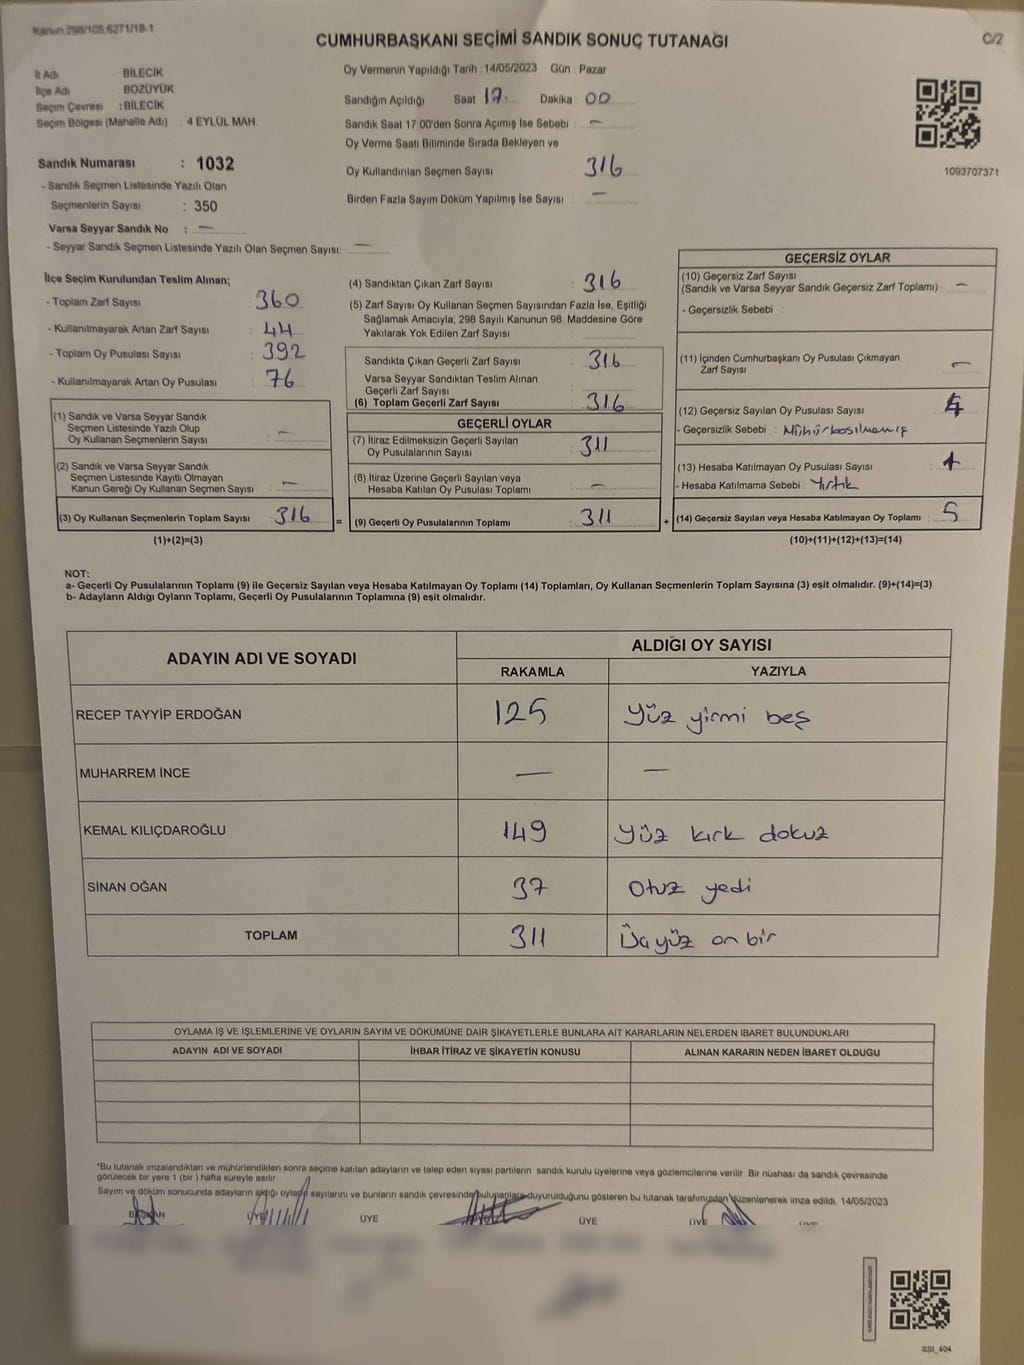 Kanun 298/105,6271/18-1
CUMHURBAŞKANI SEÇİMİ SANDIK SONUÇ TUTANAĞI
C/2
İl Adı : BİLECİK
İlçe Adı : BOZÜYÜK
Seçim Çevresi : BİLECİK
Seçim Bölgesi (Mahalle Adı) : 4 EYLÜL MAH.
Sandık Numarası : 1032
- Sandık Seçmen Listesinde Yazılı Olan
Seçmenlerin Sayısı : 350
Varsa Seyyar Sandık No : —
- Seyyar Sandık Seçmen Listesinde Yazılı Olan Seçmen Sayısı: —
Oy Vermenin Yapıldığı Tarih : 14/05/2023 Gün : Pazar
Sandığın Açıldığı Saat 17 Dakika 00
Sandık Saat 17:00'den Sonra Açımış İse Sebebi : —
Oy Verme Saati Bitiminde Sırada Bekleyen ve
Oy Kullandırılan Seçmen Sayısı 316
Birden Fazla Sayım Döküm Yapılmış İse Sayısı —
1093707371
İlçe Seçim Kurulundan Teslim Alınan;
- Toplam Zarf Sayısı : 360
- Kullanılmayarak Artan Zarf Sayısı : 44
- Toplam Oy Pusulası Sayısı : 392
- Kullanılmayarak Artan Oy Pusulası : 76
(1) Sandık ve Varsa Seyyar Sandık
Seçmen Listesinde Yazılı Olup
Oy Kullanan Seçmenlerin Sayısı : —
(2) Sandık ve Varsa Seyyar Sandık
Seçmen Listesinde Kayıtlı Olmayan
Kanun Gereği Oy Kullanan Seçmen Sayısı : —
(3) Oy Kullanan Seçmenlerin Toplam Sayısı : 316 =
(1)+(2)=(3)
(4) Sandıktan Çıkan Zarf Sayısı : 316
(5) Zarf Sayısı Oy Kullanan Seçmen Sayısından Fazla İse, Eşitliği
Sağlamak Amacıyla, 298 Sayılı Kanunun 98. Maddesine Göre
Yakılarak Yok Edilen Zarf Sayısı :
Sandıkta Çıkan Geçerli Zarf Sayısı : 316
Varsa Seyyar Sandıktan Teslim Alınan
Geçerli Zarf Sayısı :
(6) Toplam Geçerli Zarf Sayısı : 316
GEÇERLİ OYLAR
(7) İtiraz Edilmeksizin Geçerli Sayılan
Oy Pusulalarının Sayısı : 311
(8) İtiraz Üzerine Geçerli Sayılan veya
Hesaba Katılan Oy Pusulası Toplamı : —
(9) Geçerli Oy Pusulalarının Toplamı : 311 +
GEÇERSİZ OYLAR
(10) Geçersiz Zarf Sayısı
(Sandık ve Varsa Seyyar Sandık Geçersiz Zarf Toplamı) : —
- Geçersizlik Sebebi :
(11) İçinden Cumhurbaşkanı Oy Pusulası Çıkmayan
Zarf Sayısı : —
(12) Geçersiz Sayılan Oy Pusulası Sayısı : 4
- Geçersizlik Sebebi : Mühürbasılmamış
(13) Hesaba Katılmayan Oy Pusulası Sayısı : 1
- Hesaba Katılmama Sebebi : Yırtık
(14) Geçersiz Sayılan veya Hesaba Katılmayan Oy Toplamı : 5
(10)+(11)+(12)+(13)=(14)
NOT:
a- Geçerli Oy Pusulalarının Toplamı (9) ile Geçersiz Sayılan veya Hesaba Katılmayan Oy Toplamı (14) Toplamları, Oy Kullanan Seçmenlerin Toplam Sayısına (3) eşit olmalıdır. (9)+(14)=(3)
b- Adayların Aldığı Oyların Toplamı, Geçerli Oy Pusulalarının Toplamına (9) eşit olmalıdır.
ADAYIN ADI VE SOYADI
ALDIĞI OY SAYISI
RAKAMLA YAZIYLA
RECEP TAYYİP ERDOĞAN 125 Yüz yirmi beş
MUHARREM İNCE — —
KEMAL KILIÇDAROĞLU 149 Yüz kırk dokuz
SİNAN OĞAN 37 Otuz yedi
TOPLAM 311 Üçyüz on bir
OYLAMA İŞ VE İŞLEMLERİNE VE OYLARIN SAYIM VE DÖKÜMÜNE DAİR ŞİKAYETLERLE BUNLARA AİT KARARLARIN NELERDEN İBARET BULUNDUKLARI
ADAYIN ADI VE SOYADI İHBAR İTİRAZ VE ŞİKAYETİN KONUSU ALINAN KARARIN NEDEN İBARET OLDUĞU
*Bu tutanak imzalandıktan ve mühürlendikten sonra seçime katılan adayların ve talep eden siyasi partilerin sandık kurulu üyelerine veya gözlemcilerine verilir. Bir nüshası da sandık çevresinde
görülecek bir yere 1 (bir) hafta süreyle asılır.
Sayım ve döküm sonucunda adayların aldığı oyların sayılarını ve bunların sandık çevresinde bulunanlara duyurulduğunu gösteren bu tutanak tarafımızdan düzenlenerek imza edildi. 14/05/2023
BAŞKAN ÜYE ÜYE ÜYE ÜYE ÜYE
SSI_404